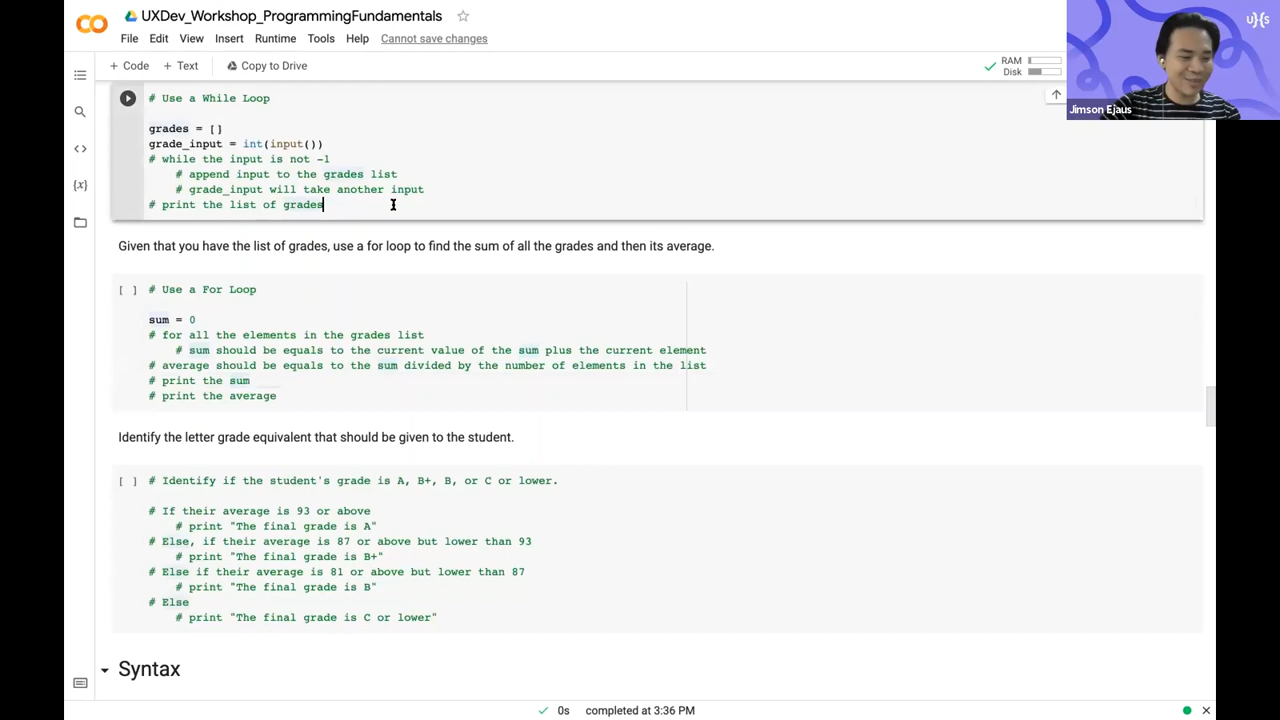 UXDev_Workshop_ProgrammingFundamentals
File Edit View Insert Runtime Tools Help Cannot save changes
+ Code + Text Copy to Drive
RAM
Disk
u}{s
Jimson Ejaus
# Use a While Loop
grades = []
grade_input = int(input())
# while the input is not -1
# append input to the grades list
# grade_input will take another input
# print the list of grades
Given that you have the list of grades, use a for loop to find the sum of all the grades and then its average.
[ ] # Use a For Loop
sum = 0
# for all the elements in the grades list
# sum should be equals to the current value of the sum plus the current element
# average should be equals to the sum divided by the number of elements in the list
# print the sum
# print the average
Identify the letter grade equivalent that should be given to the student.
[ ] # Identify if the student's grade is A, B+, B, or C or lower.
# If their average is 93 or above
# print "The final grade is A"
# Else, if their average is 87 or above but lower than 93
# print "The final grade is B+"
# Else if their average is 81 or above but lower than 87
# print "The final grade is B"
# Else
# print "The final grade is C or lower"
Syntax
0s completed at 3:36 PM